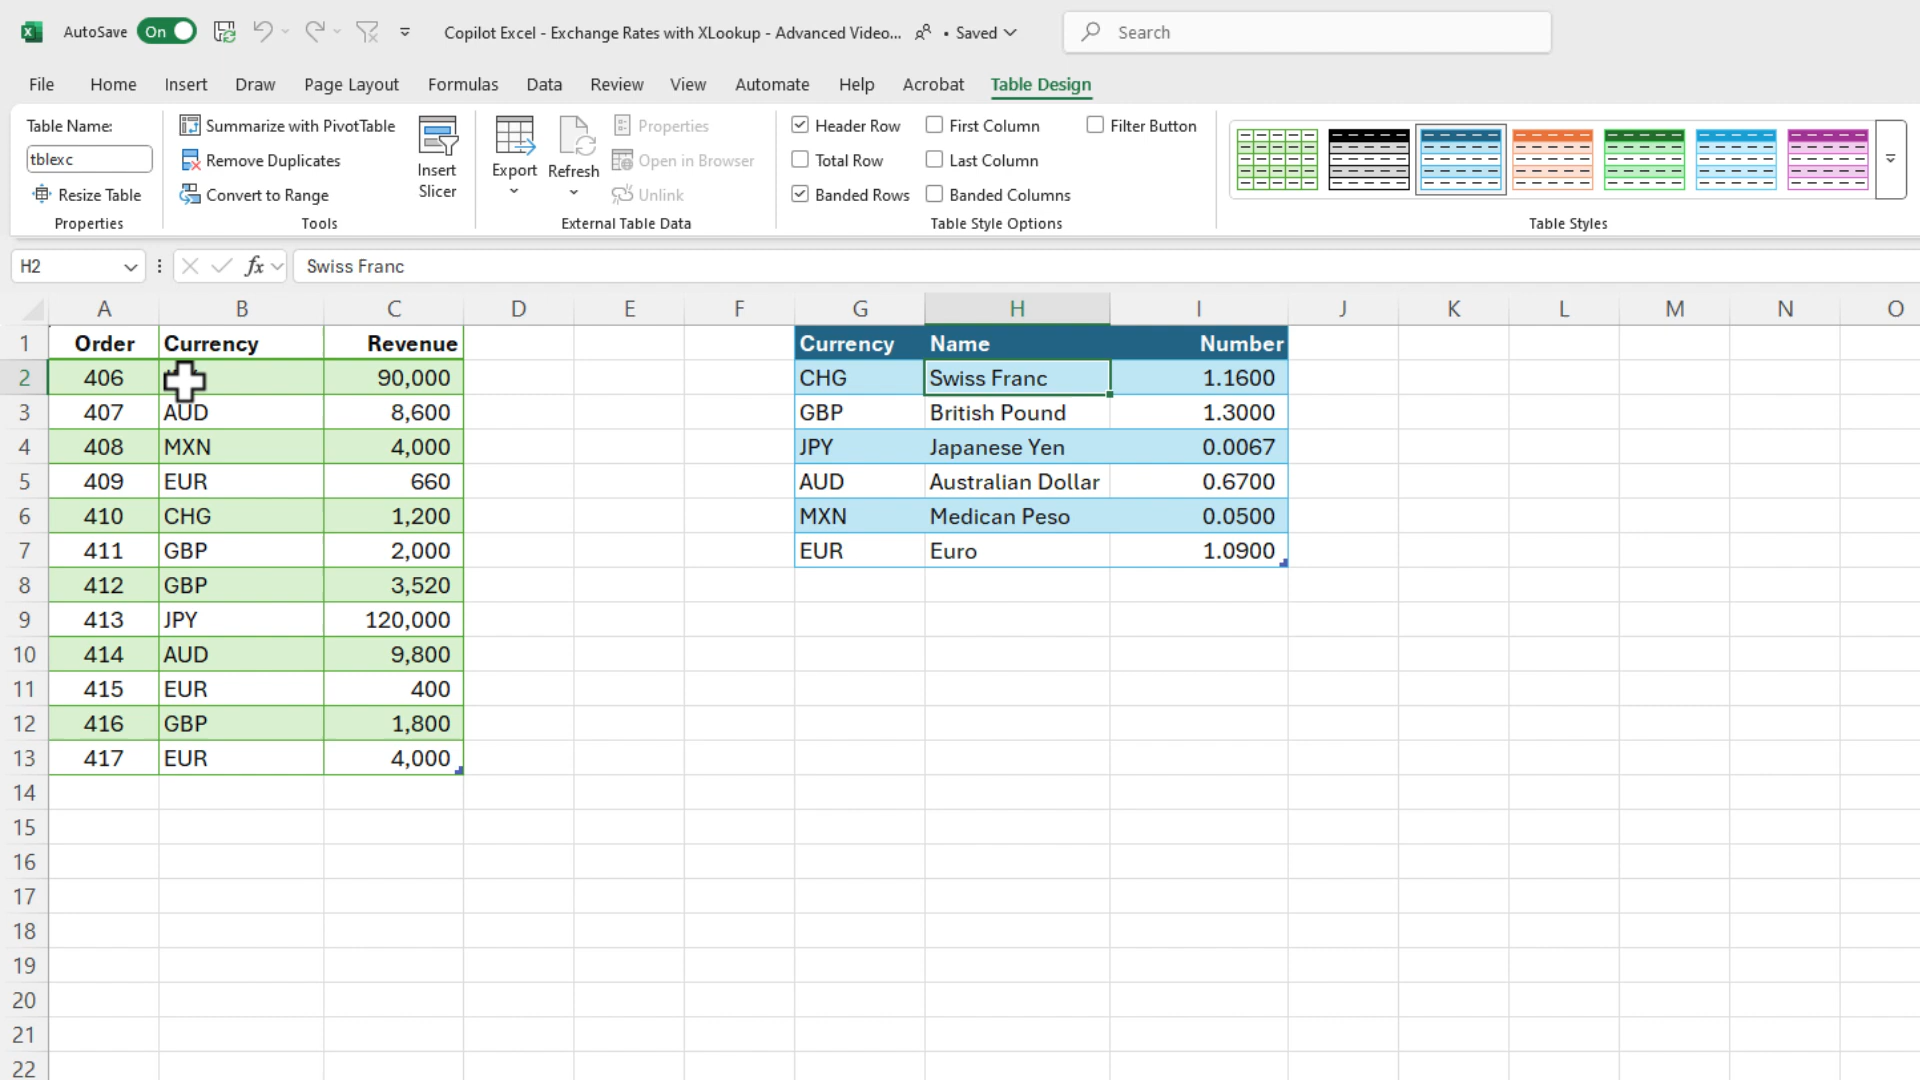 AutoSave On Copilot Excel - Exchange Rates with XLookup - Advanced Video... • Saved Search
File Home Insert Draw Page Layout Formulas Data Review View Automate Help Acrobat Table Design
Table Name:
tblexc
Resize Table
Properties
Summarize with PivotTable
Remove Duplicates
Convert to Range
Tools
Insert
Slicer
Export
Refresh
Properties
Open in Browser
Unlink
External Table Data
Header Row
Total Row
Banded Rows
First Column
Last Column
Banded Columns
Filter Button
Table Style Options
Table Styles
H2 fx Swiss Franc
A B C D E F G H I J K L M N O
1 Order Currency Revenue Currency Name Number
2 406 90,000 CHG Swiss Franc 1.1600
3 407 AUD 8,600 GBP British Pound 1.3000
4 408 MXN 4,000 JPY Japanese Yen 0.0067
5 409 EUR 660 AUD Australian Dollar 0.6700
6 410 CHG 1,200 MXN Medican Peso 0.0500
7 411 GBP 2,000 EUR Euro 1.0900
8 412 GBP 3,520
9 413 JPY 120,000
10 414 AUD 9,800
11 415 EUR 400
12 416 GBP 1,800
13 417 EUR 4,000
14
15
16
17
18
19
20
21
22